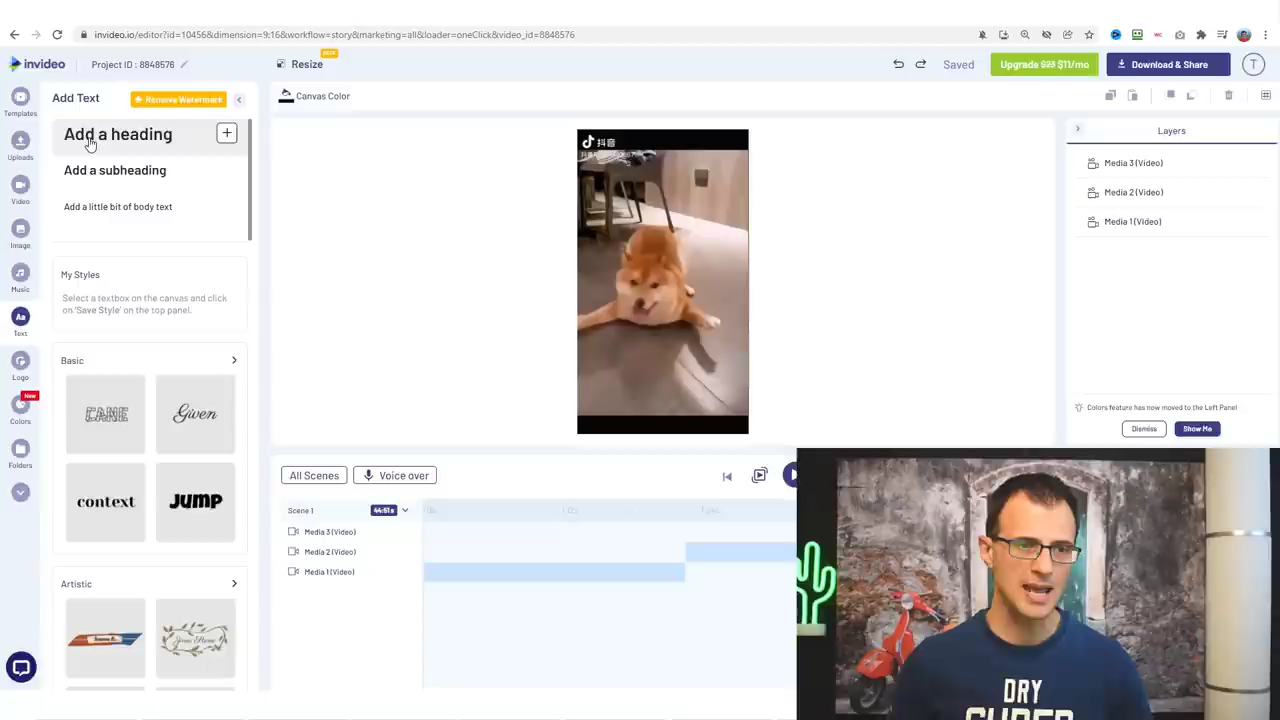 invideo.io/editor?id=10456&dimension=9:16&workflow=story&marketing=all&loader=oneClick&video_id=8848576
invideo
Project ID : 8848576
Resize
Saved
Upgrade $23 $11/mo
Download & Share
T
Templates
Uploads
Video
Image
Music
Text
Logo
New
Colors
Folders
Add Text
Remove Watermark
Add a heading
Add a subheading
Add a little bit of body text
My Styles
Select a textbox on the canvas and click
on 'Save Style' on the top panel.
Basic
CANE
Given
context
JUMP
Artistic
Canvas Color
抖音
Layers
Media 3 (Video)
Media 2 (Video)
Media 1 (Video)
Colors feature has now moved to the Left Panel
Dismiss
Show Me
All Scenes
Voice over
Scene 1
44:51s
Media 3 (Video)
Media 2 (Video)
Media 1 (Video)
DRY